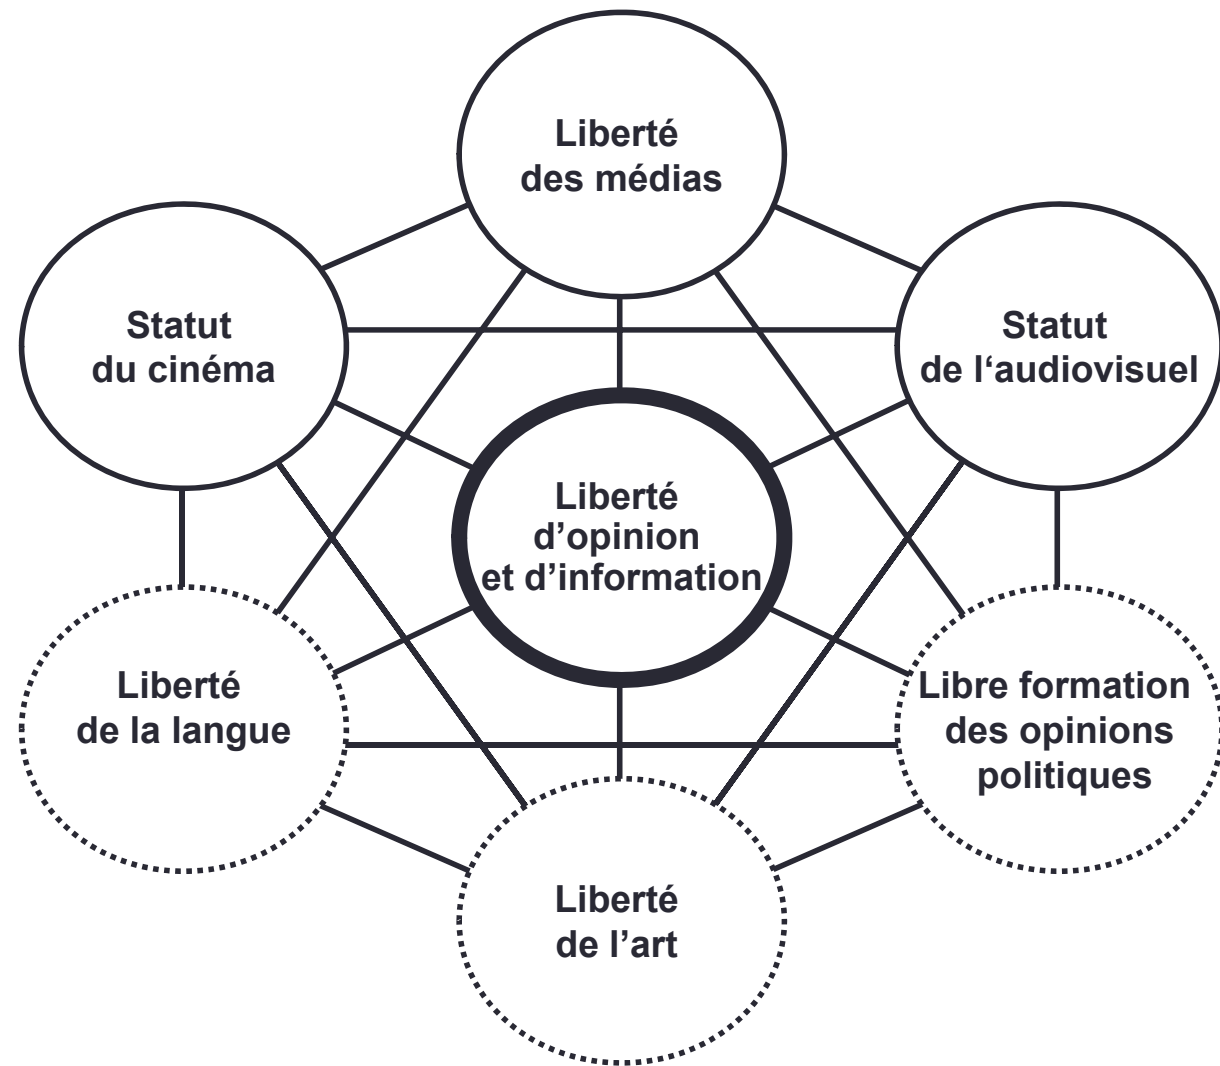 Liberté
des médias
Statut
du cinéma
Statut
de l‘audiovisuel
Liberté
d’opinion
et d’information
Liberté
de la langue
Libre formation
des opinions
politiques
Liberté
de l’art